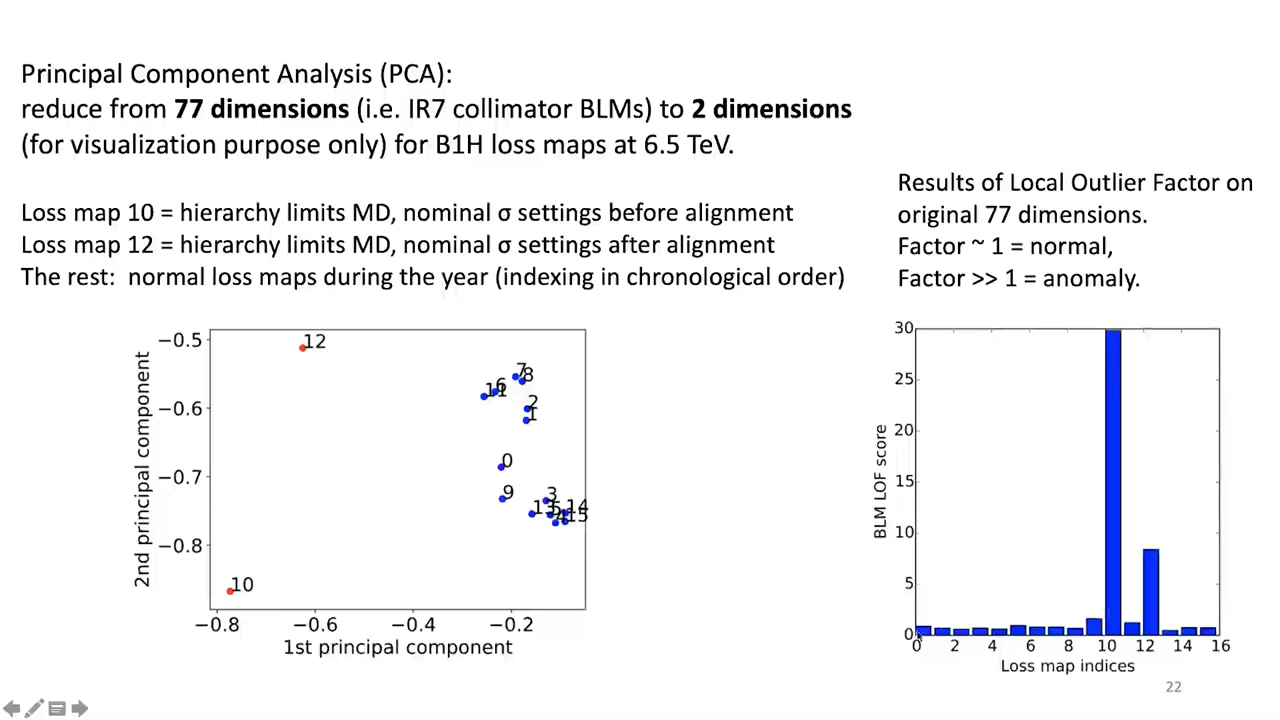 Principal Component Analysis (PCA):
reduce from 77 dimensions (i.e. IR7 collimator BLMs) to 2 dimensions
(for visualization purpose only) for B1H loss maps at 6.5 TeV.
Loss map 10 = hierarchy limits MD, nominal σ settings before alignment
Loss map 12 = hierarchy limits MD, nominal σ settings after alignment
The rest: normal loss maps during the year (indexing in chronological order)
Results of Local Outlier Factor on
original 77 dimensions.
Factor ~ 1 = normal,
Factor >> 1 = anomaly.
2nd principal component
−0.5
−0.6
−0.7
−0.8
12
7
8
6
11
2
1
0
9
3
14
13
5
4
15
10
−0.8 −0.6 −0.4 −0.2
1st principal component
BLM LOF score
30
25
20
15
10
5
0
0 2 4 6 8 10 12 14 16
Loss map indices
22